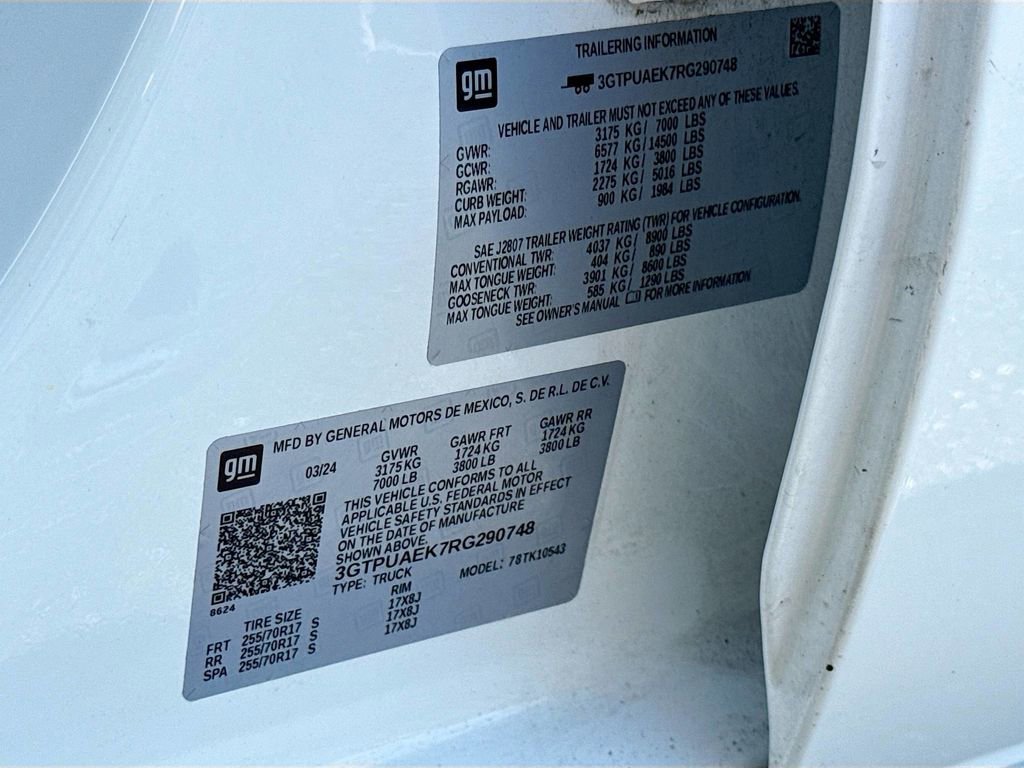 gm
TRAILERING INFORMATION
3GTPUAEK7RG290748
VEHICLE AND TRAILER MUST NOT EXCEED ANY OF THESE VALUES.
GVWR: 3175 KG/ 7000 LBS
GCWR: 6577 KG/ 14500 LBS
RGAWR: 1724 KG/ 3800 LBS
CURB WEIGHT: 2275 KG/ 5016 LBS
MAX PAYLOAD: 900 KG/ 1984 LBS
SAE J2807 TRAILER WEIGHT RATING (TWR) FOR VEHICLE CONFIGURATION.
CONVENTIONAL TWR: 4037 KG/ 8900 LBS
MAX TONGUE WEIGHT: 404 KG/ 890 LBS
GOOSENECK TWR: 3901 KG/ 8600 LBS
MAX TONGUE WEIGHT: 585 KG/ 1290 LBS
SEE OWNER'S MANUAL FOR MORE INFORMATION
gm
MFD BY GENERAL MOTORS DE MEXICO, S. DE R.L. DE C.V.
03/24 GVWR GAWR FRT GAWR RR
3175 KG 1724 KG 1724 KG
7000 LB 3800 LB 3800 LB
THIS VEHICLE CONFORMS TO ALL
APPLICABLE U.S. FEDERAL MOTOR
VEHICLE SAFETY STANDARDS IN EFFECT
ON THE DATE OF MANUFACTURE
SHOWN ABOVE.
3GTPUAEK7RG290748
TYPE: TRUCK MODEL: 78TK10543
8624
TIRE SIZE RIM
FRT 255/70R17 S 17X8J
RR 255/70R17 S 17X8J
SPA 255/70R17 S 17X8J